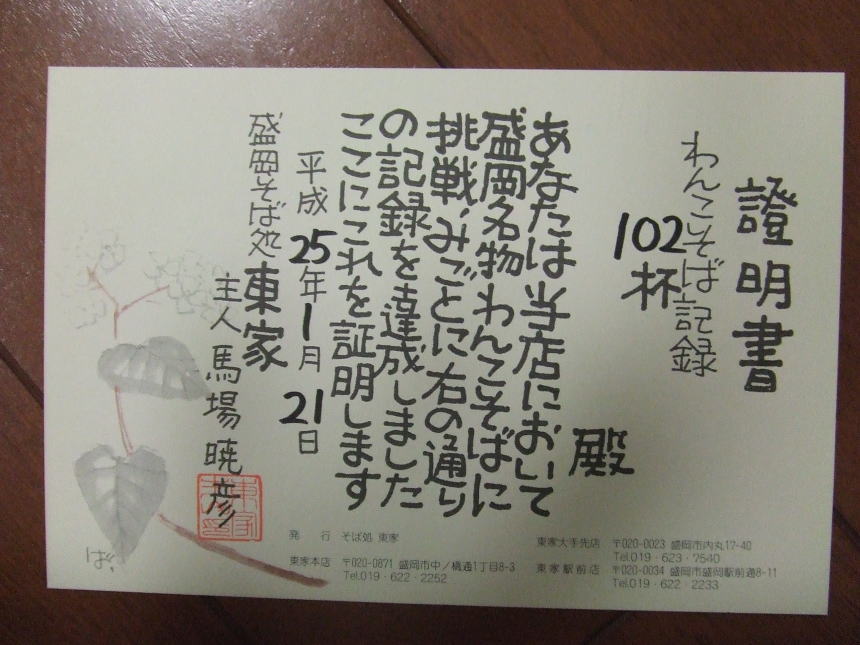 證明書
わんこそば記録
102杯
殿
あなたは当店において
盛岡名物わんこそばに
挑戦、みごとに右の通り
の記録を達成しました
ここにこれを証明します
平成25年1月21日
盛岡そば処 東家
主人 馬場暁彦
ば、
発 行 そば処 東家
東家本店 〒020-0871 盛岡市中ノ橋通1丁目8-3
Tel.019・622・2252
東家大手先店 〒020-0023 盛岡市内丸17-40
Tel.019・623・7540
東家駅前店 〒020-0034 盛岡市盛岡駅前通8-11
Tel.019・622・2233